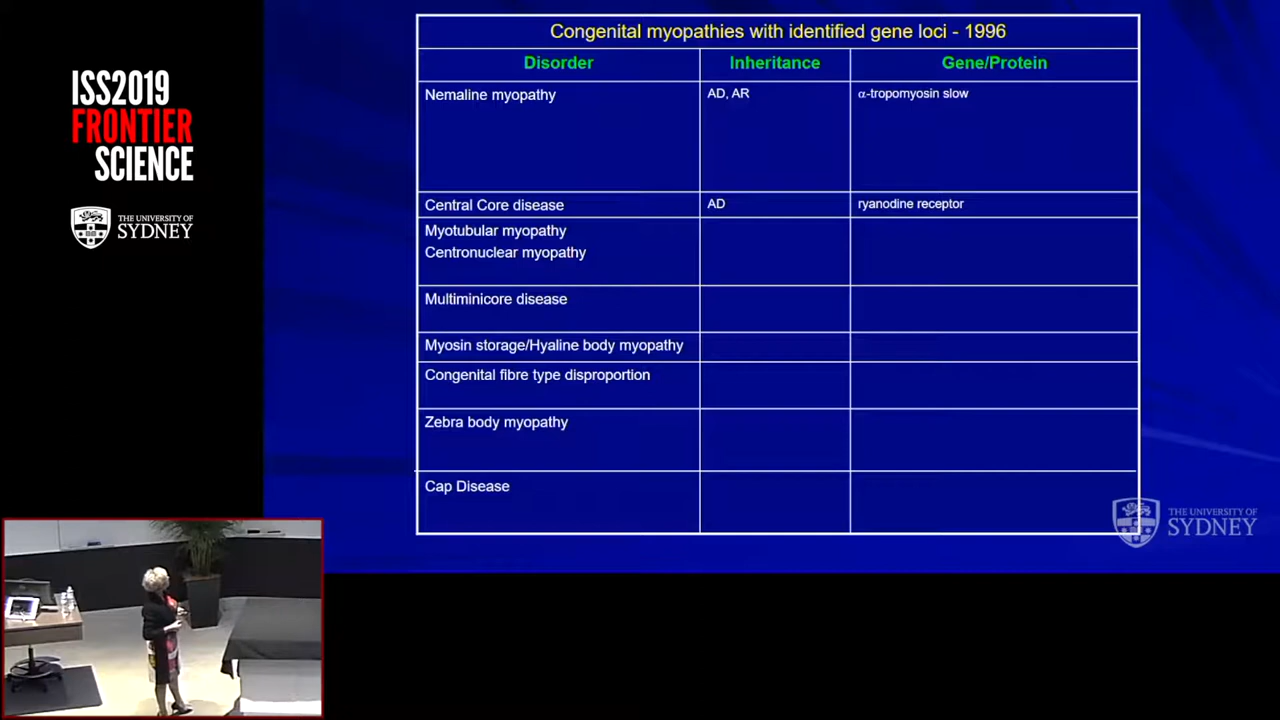 ISS2019
FRONTIER
SCIENCE
THE UNIVERSITY OF
SYDNEY
Congenital myopathies with identified gene loci - 1996
Disorder Inheritance Gene/Protein
Nemaline myopathy AD, AR α-tropomyosin slow
Central Core disease AD ryanodine receptor
Myotubular myopathy
Centronuclear myopathy
Multiminicore disease
Myosin storage/Hyaline body myopathy
Congenital fibre type disproportion
Zebra body myopathy
Cap Disease
THE UNIVERSITY OF
SYDNEY